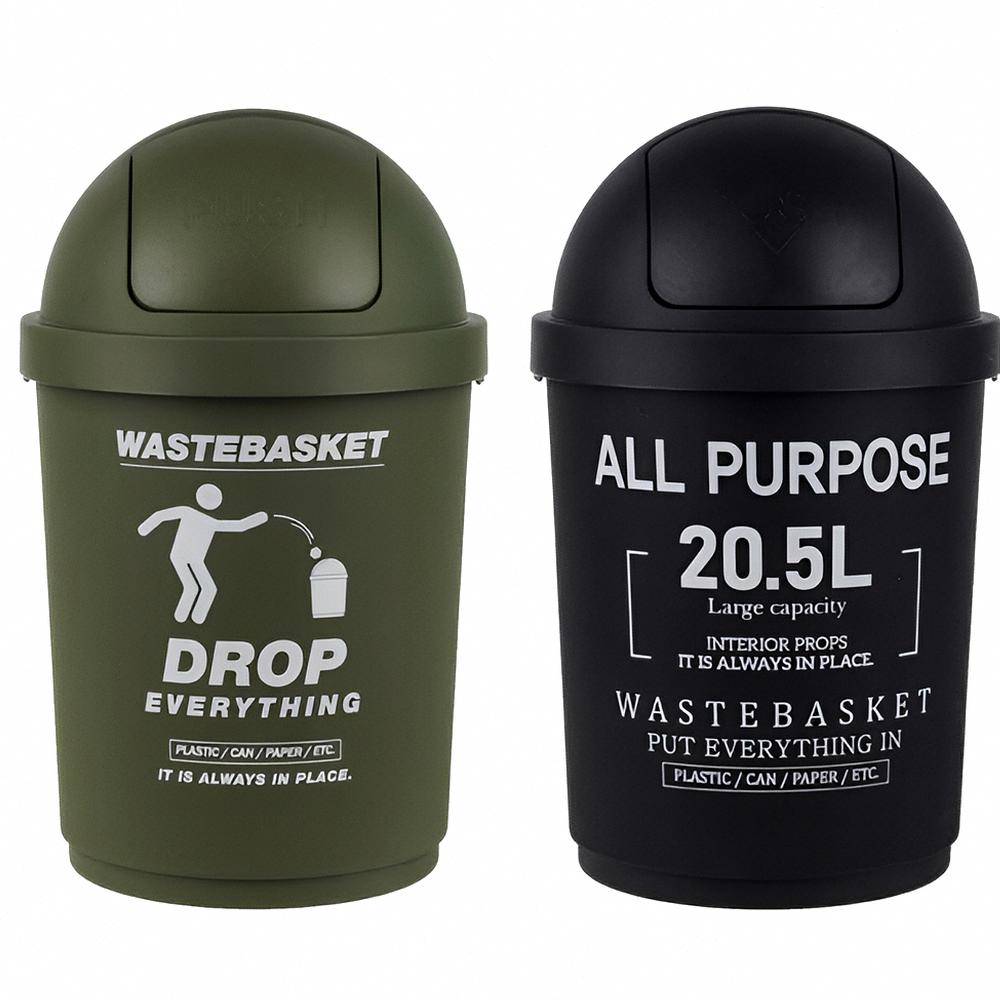 WASTEBASKET
DROP
EVERYTHING
PLASTIC / CAN / PAPER / ETC.
IT IS ALWAYS IN PLACE.
ALL PURPOSE
20.5L
Large capacity
INTERIOR PROPS
IT IS ALWAYS IN PLACE
WASTEBASKET
PUT EVERYTHING IN
PLASTIC / CAN / PAPER / ETC.